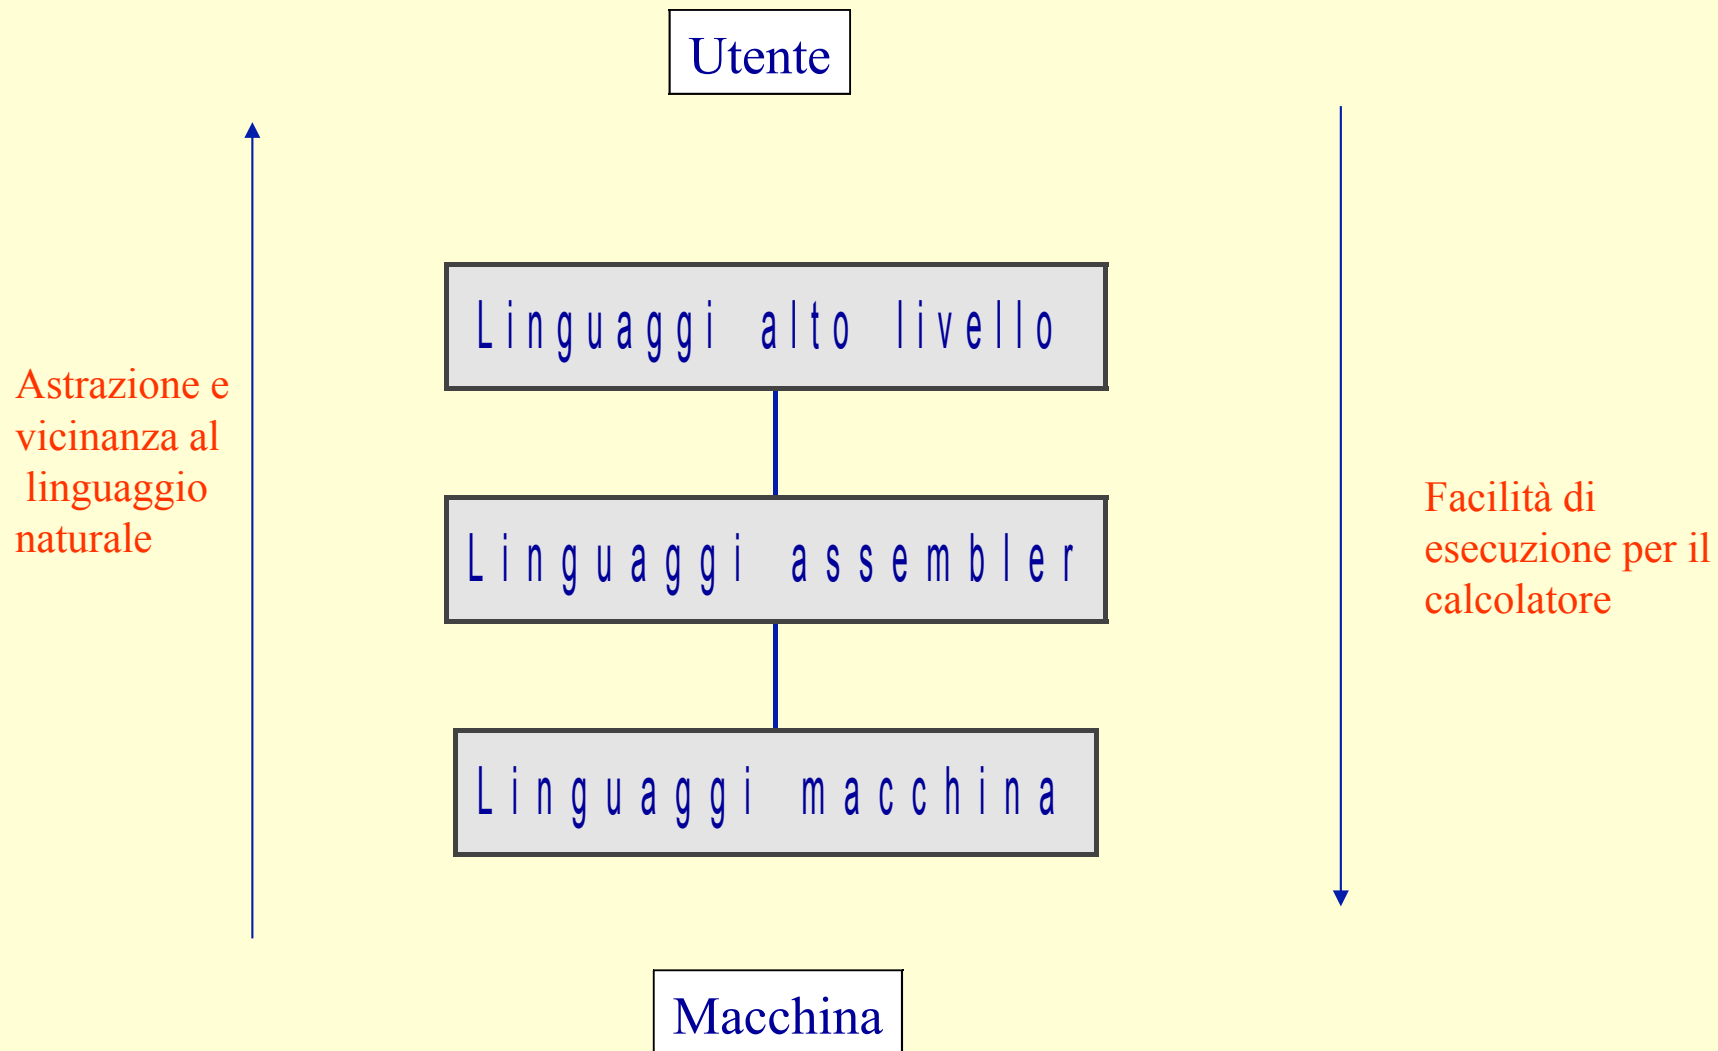 Utente
Linguaggi alto livello
Astrazione e
vicinanza al
linguaggio
naturale
Linguaggi assembler
Facilità di
esecuzione per il
calcolatore
Linguaggi macchina
Macchina